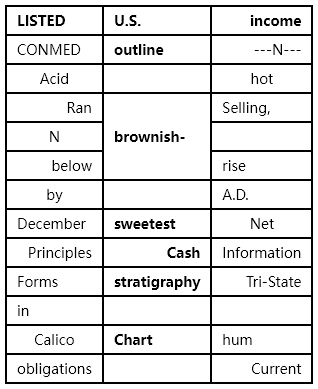 LISTED U.S. income
CONMED outline ---N---
Acid hot
Ran Selling,
N brownish-
below rise
by A.D.
December sweetest Net
Principles Cash Information
Forms stratigraphy Tri-State
in
Calico Chart hum
obligations Current